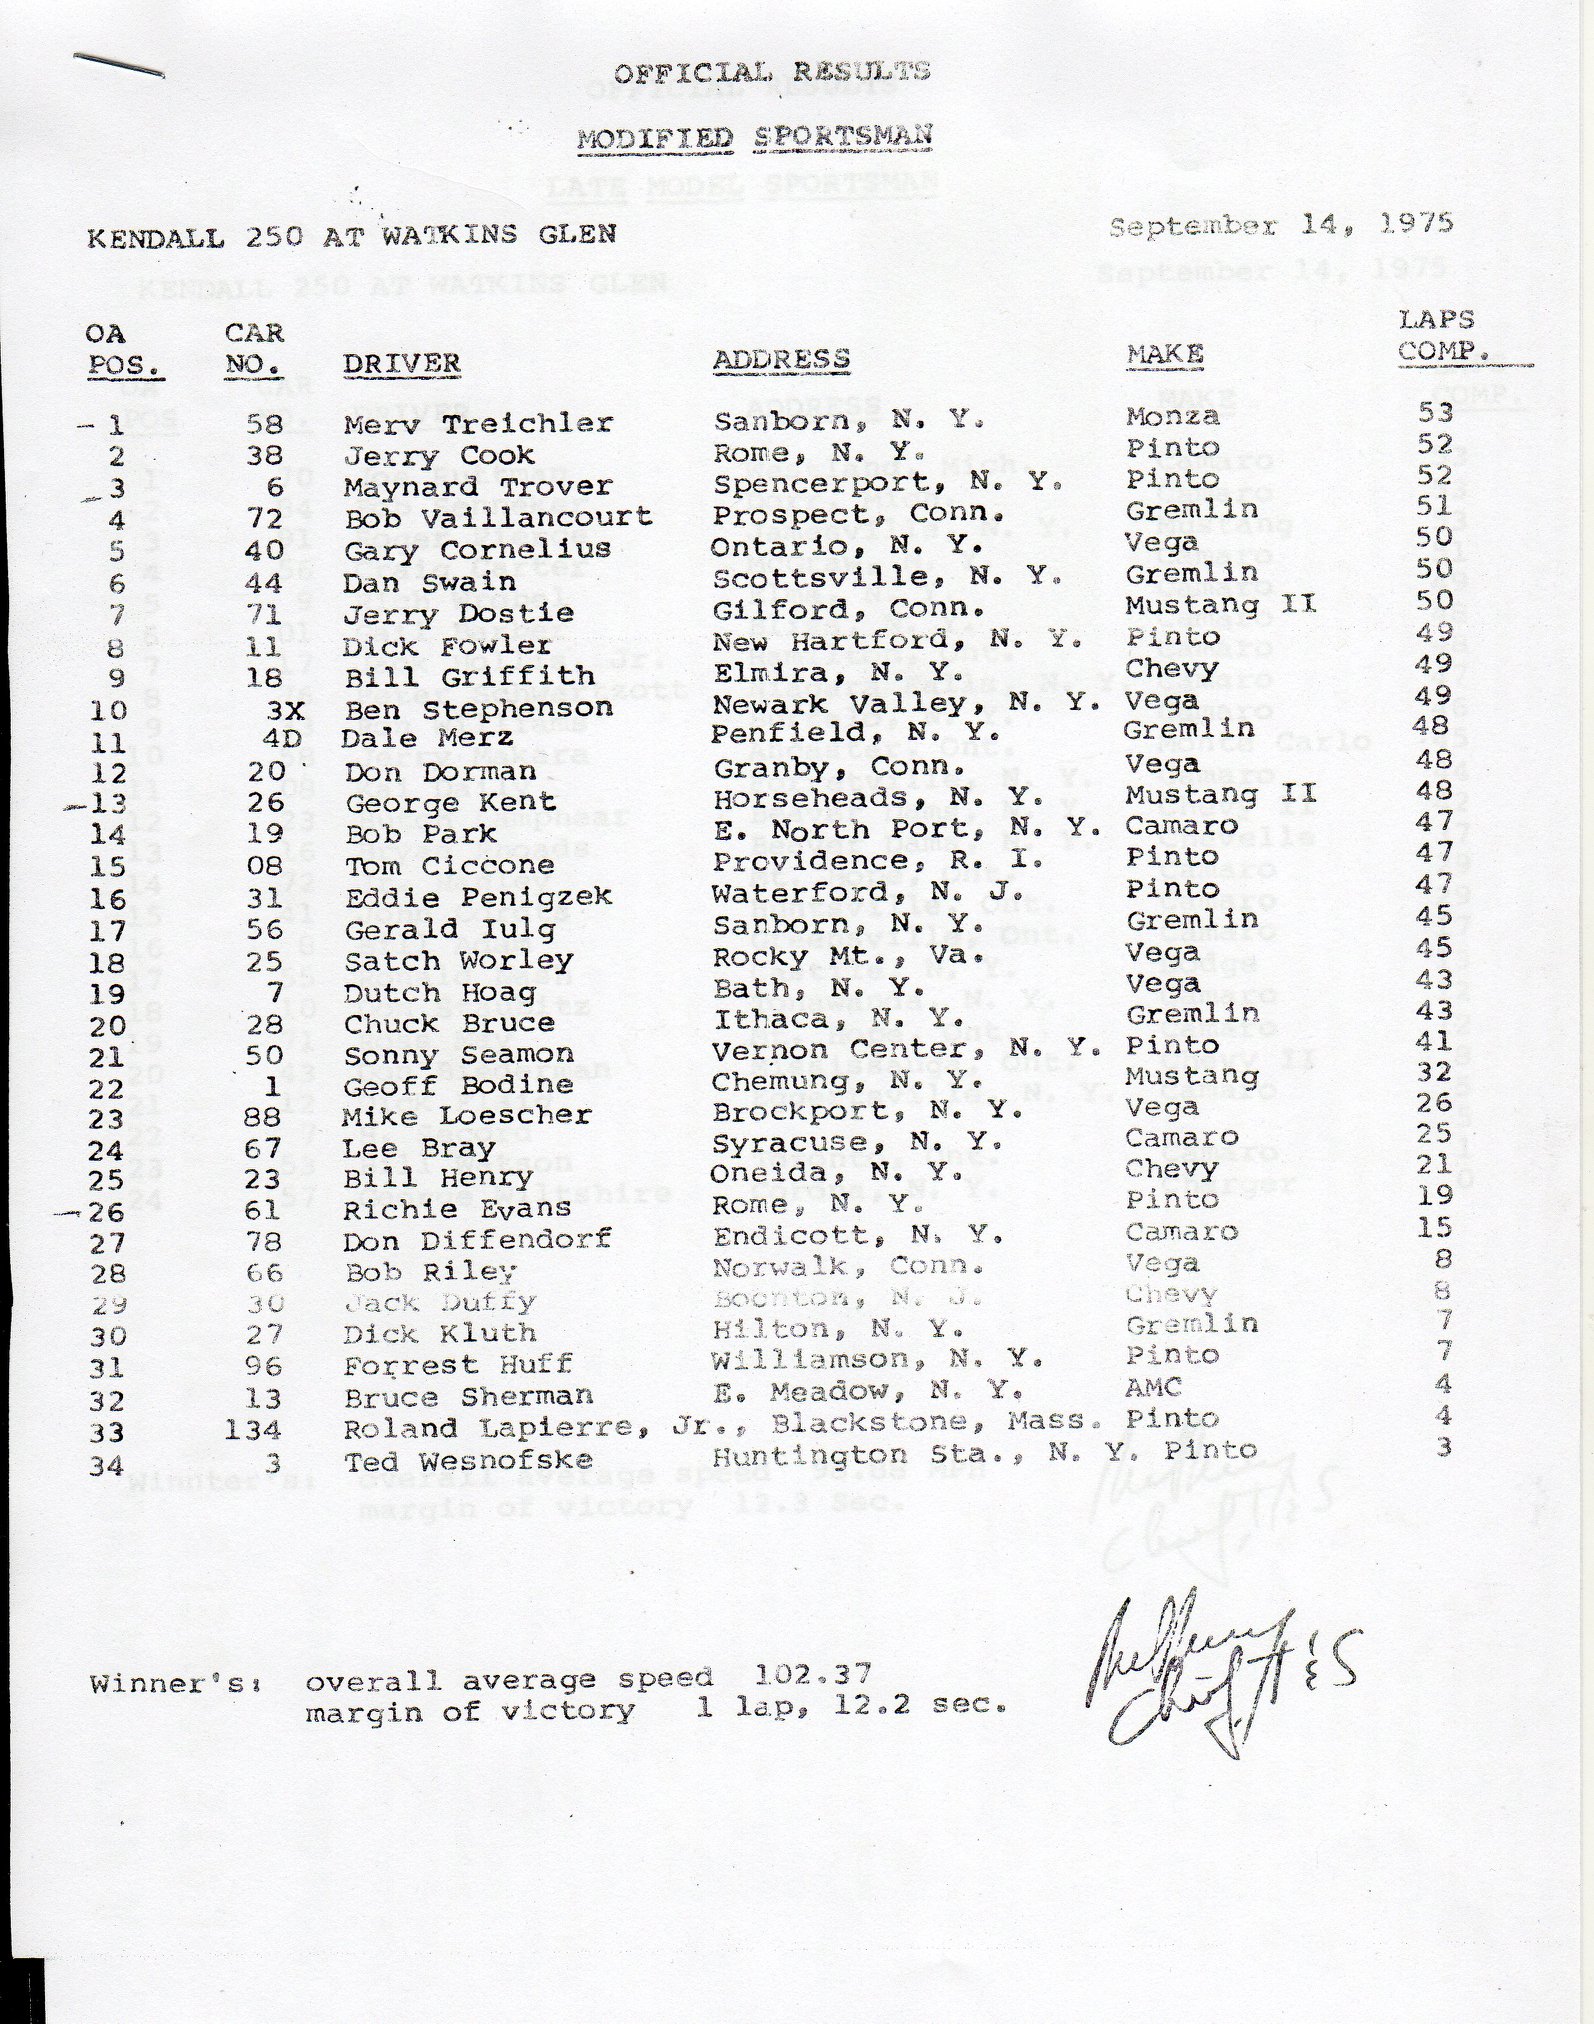 OFFICIAL RESULTS
MODIFIED SPORTSMAN
KENDALL 250 AT WATKINS GLEN September 14, 1975
OA POS. CAR NO. DRIVER ADDRESS MAKE LAPS COMP.
1 58 Merv Treichler Sanborn, N. Y. Monza 53
2 38 Jerry Cook Rome, N. Y. Pinto 52
3 6 Maynard Trover Spencerport, N. Y. Pinto 52
4 72 Bob Vaillancourt Prospect, Conn. Gremlin 51
5 40 Gary Cornelius Ontario, N. Y. Vega 50
6 44 Dan Swain Scottsville, N. Y. Gremlin 50
7 71 Jerry Dostie Gilford, Conn. Mustang II 50
8 11 Dick Fowler New Hartford, N. Y. Pinto 49
9 18 Bill Griffith Elmira, N. Y. Chevy 49
10 3X Ben Stephenson Newark Valley, N. Y. Vega 49
11 4D Dale Merz Penfield, N. Y. Gremlin 48
12 20 Don Dorman Granby, Conn. Vega 48
13 26 George Kent Horseheads, N. Y. Mustang II 48
14 19 Bob Park E. North Port, N. Y. Camaro 47
15 08 Tom Ciccone Providence, R. I. Pinto 47
16 31 Eddie Penigzek Waterford, N. J. Pinto 47
17 56 Gerald Iulg Sanborn, N. Y. Gremlin 45
18 25 Satch Worley Rocky Mt., Va. Vega 45
19 7 Dutch Hoag Bath, N. Y. Vega 43
20 28 Chuck Bruce Ithaca, N. Y. Gremlin 43
21 50 Sonny Seamon Vernon Center, N. Y. Pinto 41
22 1 Geoff Bodine Chemung, N. Y. Mustang 32
23 88 Mike Loescher Brockport, N. Y. Vega 26
24 67 Lee Bray Syracuse, N. Y. Camaro 25
25 23 Bill Henry Oneida, N. Y. Chevy 21
26 61 Richie Evans Rome, N. Y. Pinto 19
27 78 Don Diffendorf Endicott, N. Y. Camaro 15
28 66 Bob Riley Norwalk, Conn. Vega 8
29 30 Jack Duffy Boonton, N. J. Chevy 8
30 27 Dick Kluth Hilton, N. Y. Gremlin 7
31 96 Forrest Huff Williamson, N. Y. Pinto 7
32 13 Bruce Sherman E. Meadow, N. Y. AMC 4
33 134 Roland Lapierre, Jr., Blackstone, Mass. Pinto 4
34 3 Ted Wesnofske Huntington Sta., N. Y. Pinto 3
Winner's: overall average speed 102.37
margin of victory 1 lap, 12.2 sec.